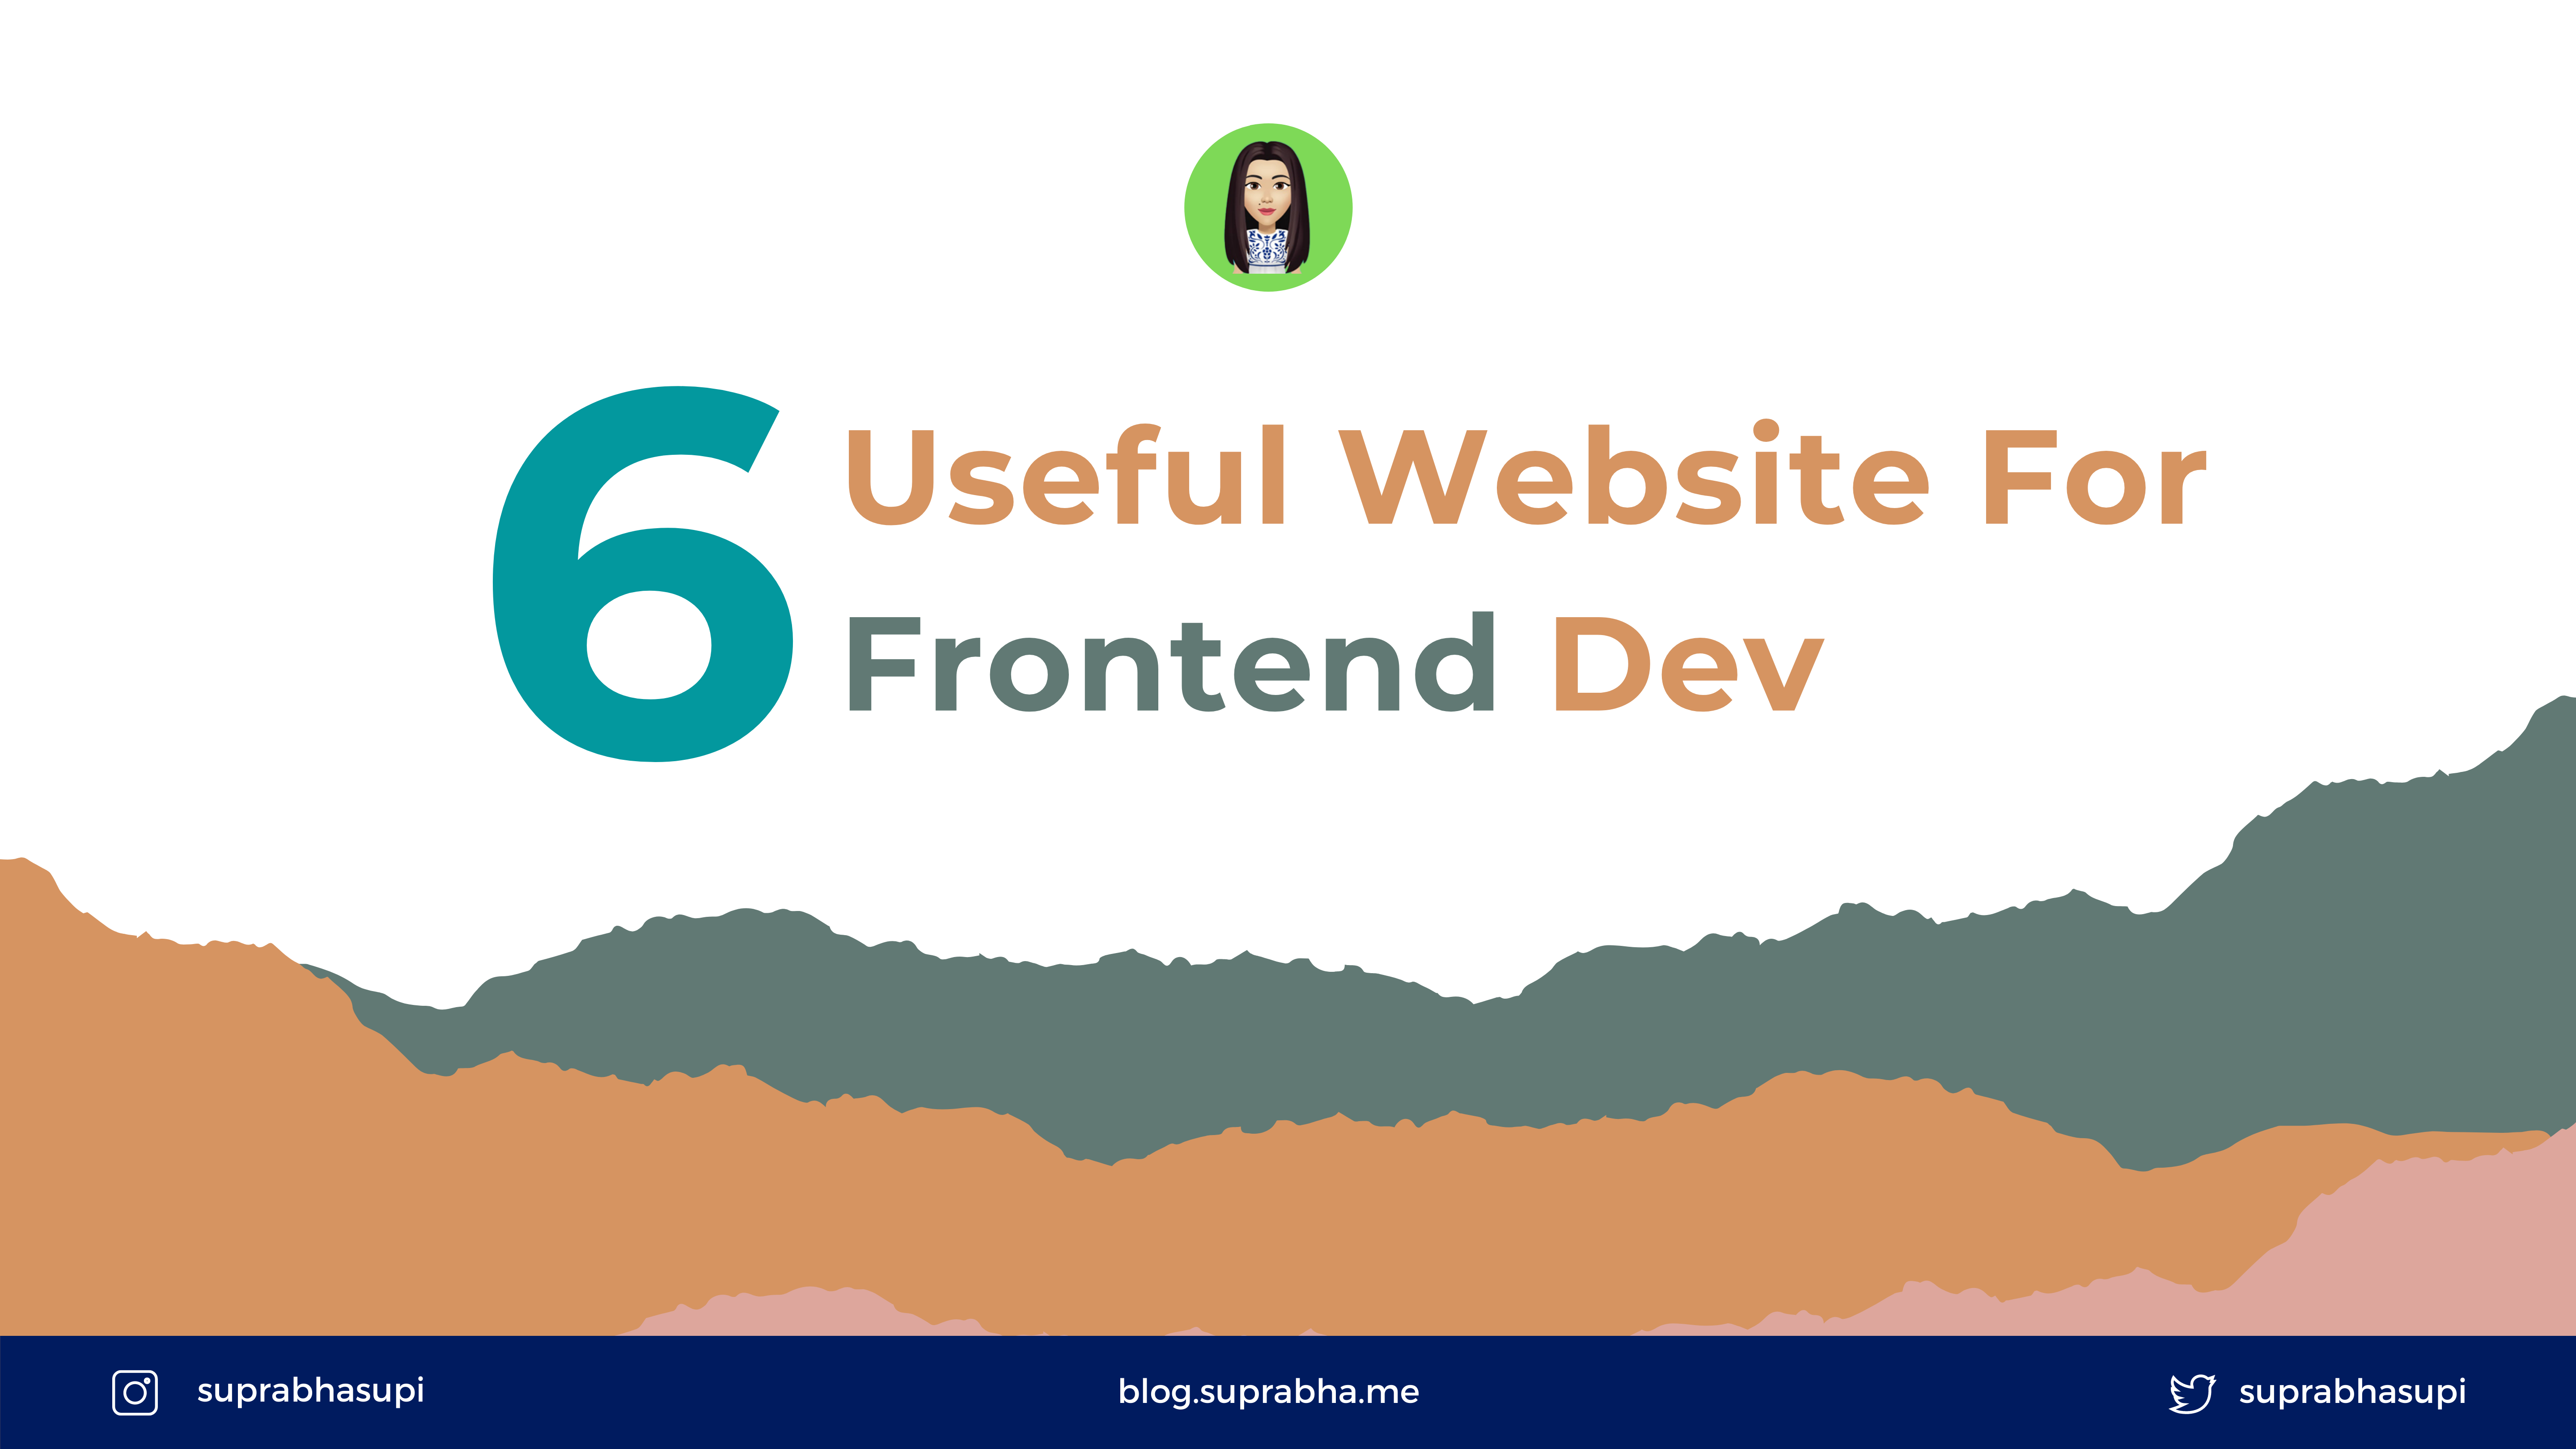 6
Useful Website For
Frontend Dev
suprabhasupi
blog.suprabha.me
suprabhasupi